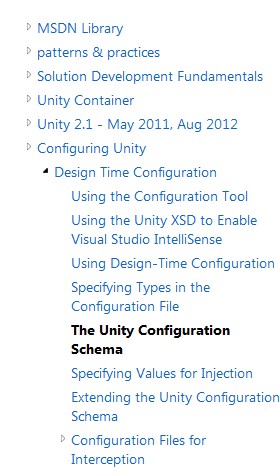 MSDN Library
patterns & practices
Solution Development Fundamentals
Unity Container
Unity 2.1 - May 2011, Aug 2012
Configuring Unity
Design Time Configuration
Using the Configuration Tool
Using the Unity XSD to Enable
Visual Studio IntelliSense
Using Design-Time Configuration
Specifying Types in the
Configuration File
The Unity Configuration
Schema
Specifying Values for Injection
Extending the Unity Configuration
Schema
Configuration Files for
Interception